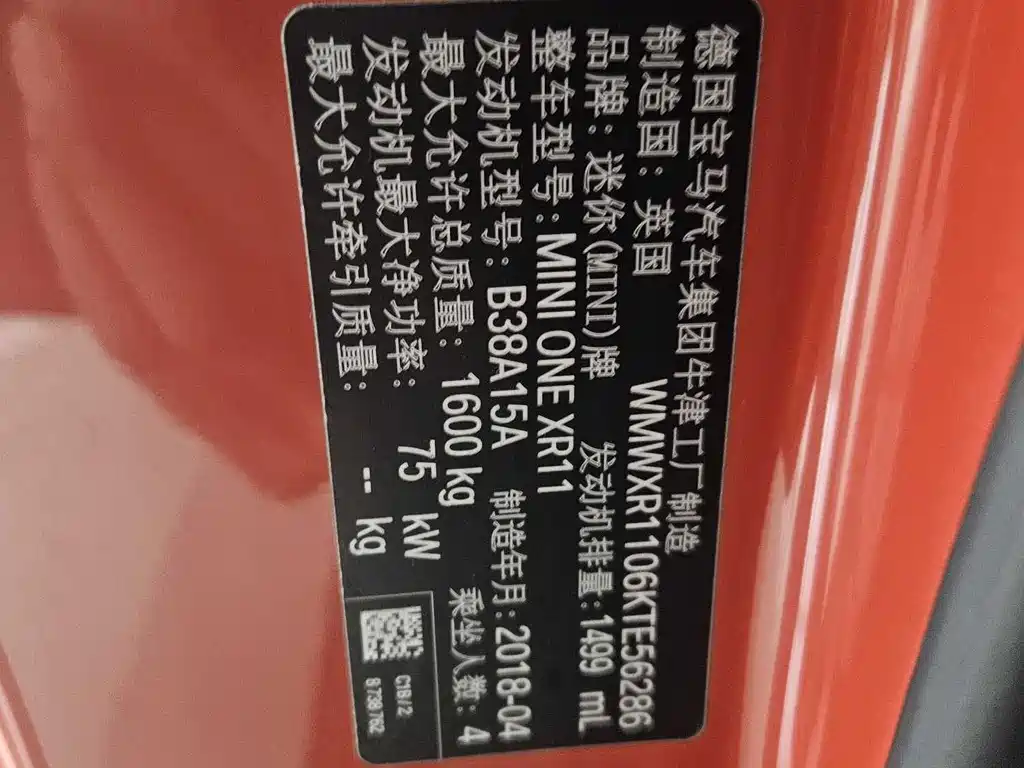 德国宝马汽车集团牛津工厂制造
制造国：英国 WMWXR1106KTE56286
品牌：迷你(MINI)牌 发动机排量：1499 mL
整车型号：MINI ONE XR11
发动机型号：B38A15A 制造年月：2018-04
最大允许总质量：1600 kg 乘坐人数：4
发动机最大净功率：75 kW
最大允许牵引质量：-- kg
C1B/2
8738762